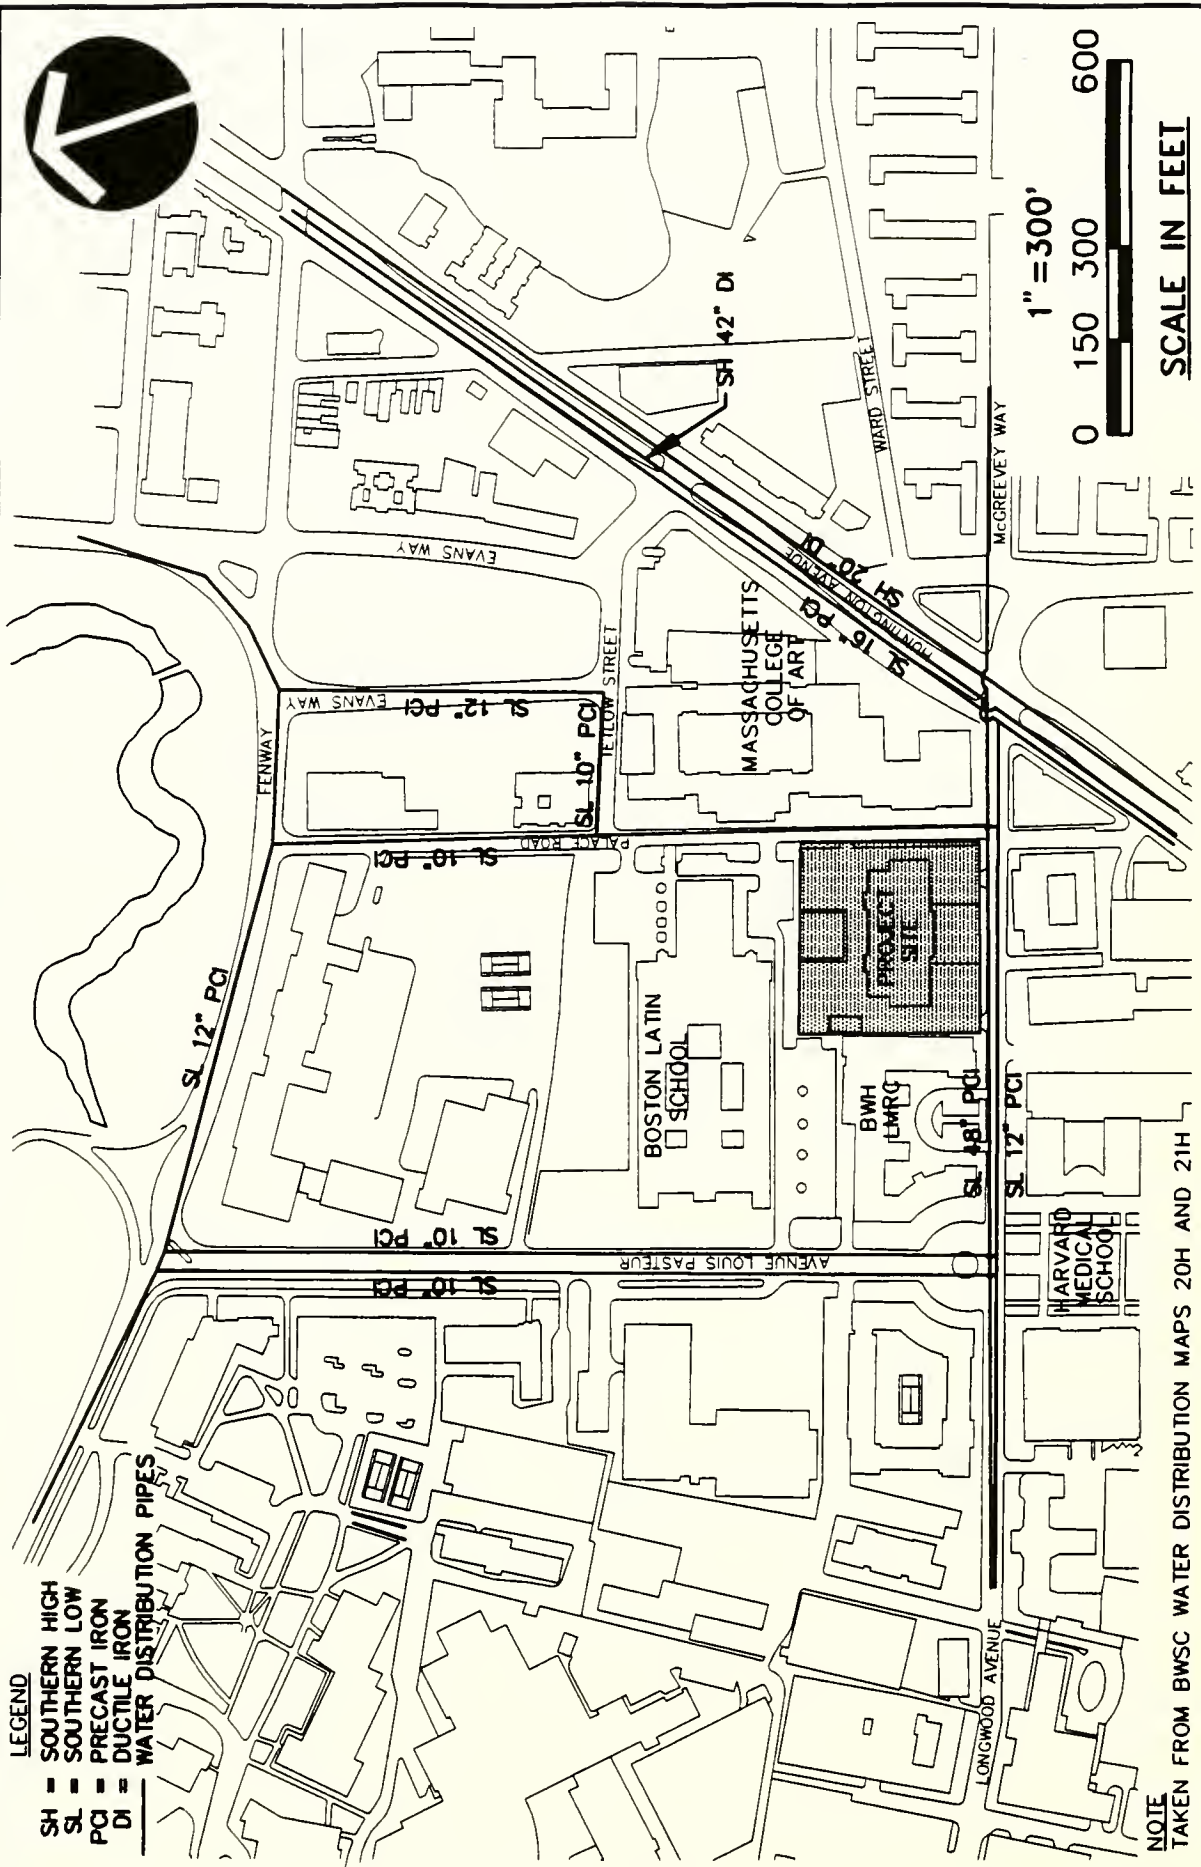 LEGEND
SH = SOUTHERN HIGH
SL = SOUTHERN LOW
PCI = PRECAST IRON
DI = DUCTILE IRON
WATER DISTRIBUTION PIPES
FENWAY
SL 12" PCI
SL 10" PCI
SL 10" PCI
AVENUE LOUIS PASTEUR
SL 10" PCI
PALACE ROAD
EVANS WAY
SL 12" PCI
SL 10" PCI
TETLOW STREET
EVANS WAY
BOSTON LATIN
SCHOOL
MASSACHUSETTS
COLLEGE
OF ART
SH 42" DI
SL 16" PCI
HUNTINGTON AVENUE
SH 20" DI
WARD STREET
BWH
LMRC
PROJECT
SITE
SL 48" PCI
SL 12" PCI
McGREEVEY WAY
LONGWOOD AVENUE
HARVARD
MEDICAL
SCHOOL
1"=300'
0 150 300 600
SCALE IN FEET
NOTE
TAKEN FROM BWSC WATER DISTRIBUTION MAPS 20H AND 21H